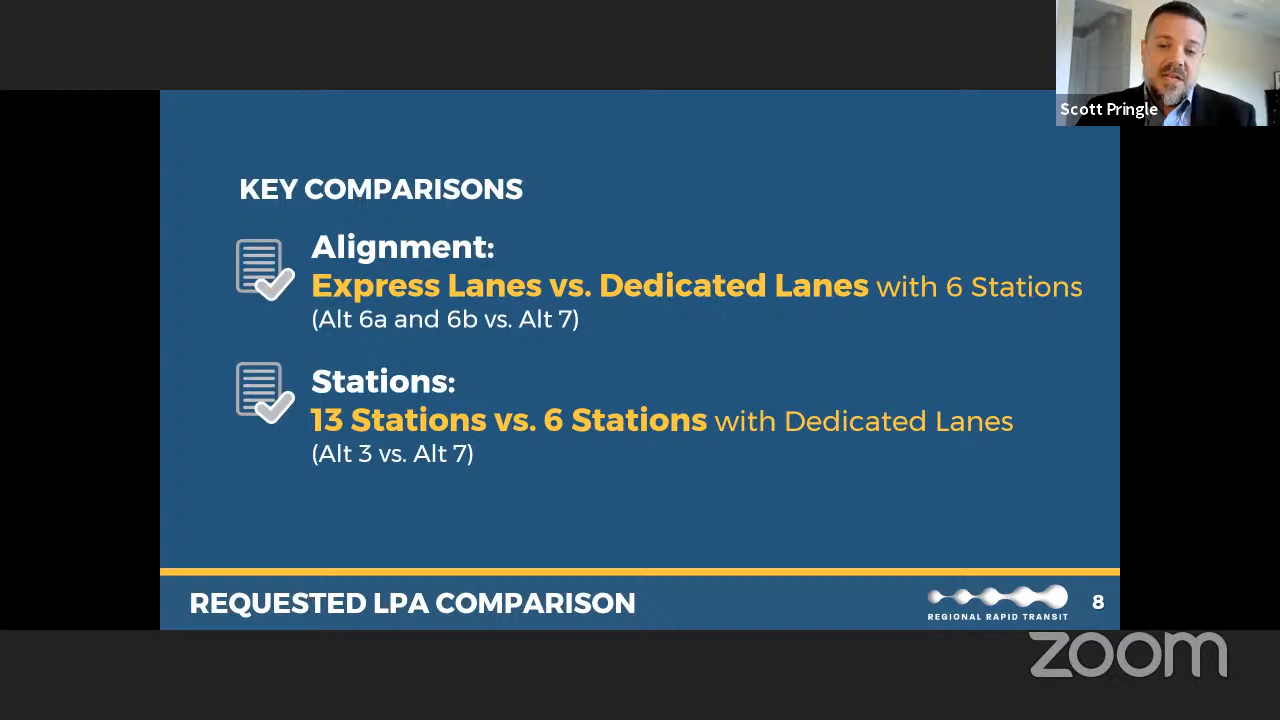 Scott Pringle
KEY COMPARISONS
Alignment:
Express Lanes vs. Dedicated Lanes with 6 Stations
(Alt 6a and 6b vs. Alt 7)
Stations:
13 Stations vs. 6 Stations with Dedicated Lanes
(Alt 3 vs. Alt 7)
REQUESTED LPA COMPARISON
REGIONAL RAPID TRANSIT
8
zoom